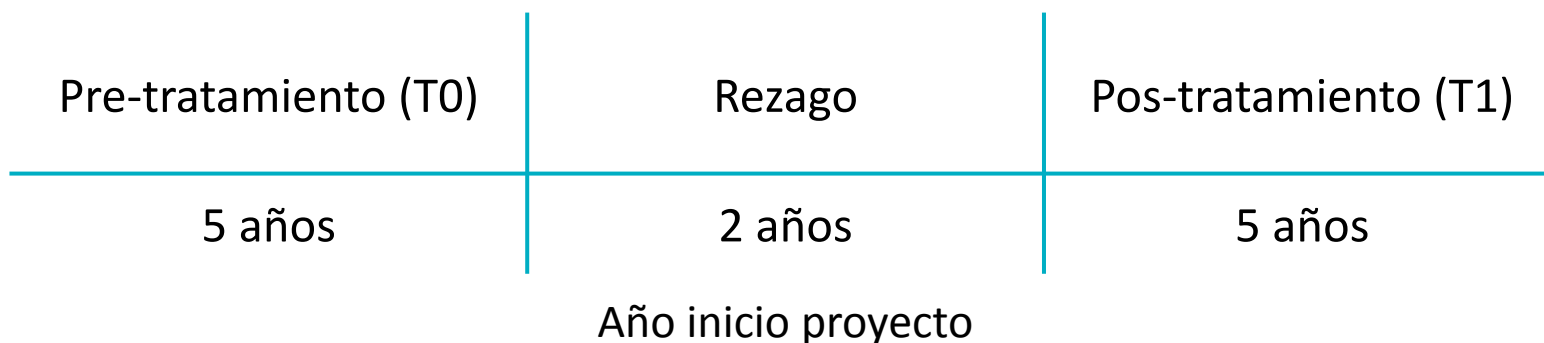 Pre-tratamiento (T0) Rezago Pos-tratamiento (T1)
5 años 2 años 5 años
Año inicio proyecto